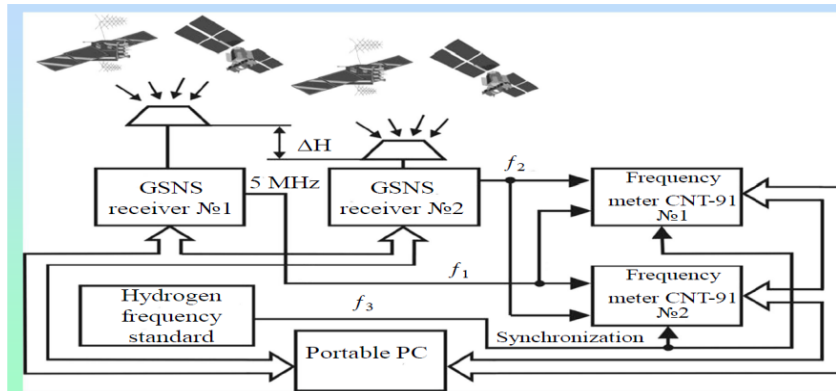 ΔH
GSNS
receiver №1
5 MHz
GSNS
receiver №2
f₂
Frequency
meter CNT-91
№1
f₁
Hydrogen
frequency
standard
f₃
Frequency
meter CNT-91
№2
Synchronization
Portable PC